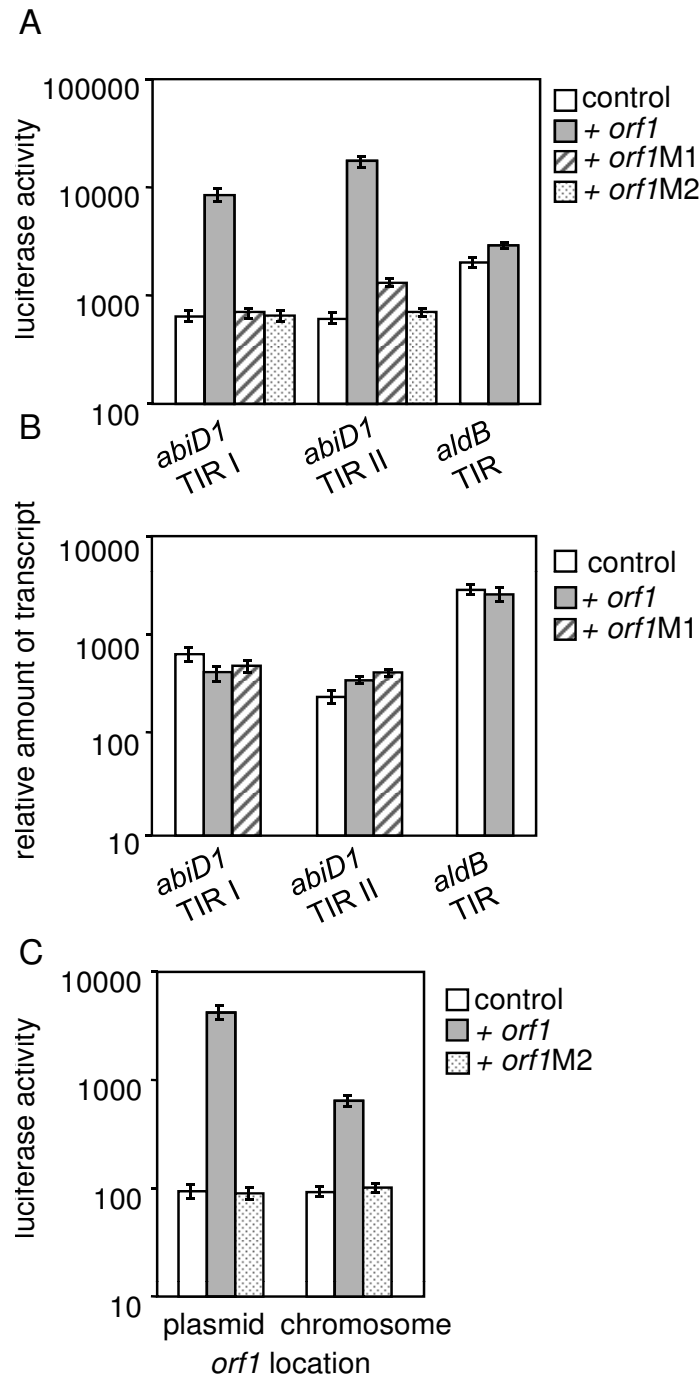 A
luciferase activity
100000
10000
1000
100
control
+ orf1
+ orf1M1
+ orf1M2
abiD1
TIR I
abiD1
TIR II
aldB
TIR
B
relative amount of transcript
10000
1000
100
10
control
+ orf1
+ orf1M1
abiD1
TIR I
abiD1
TIR II
aldB
TIR
C
luciferase activity
10000
1000
100
10
control
+ orf1
+ orf1M2
plasmid chromosome
orf1 location